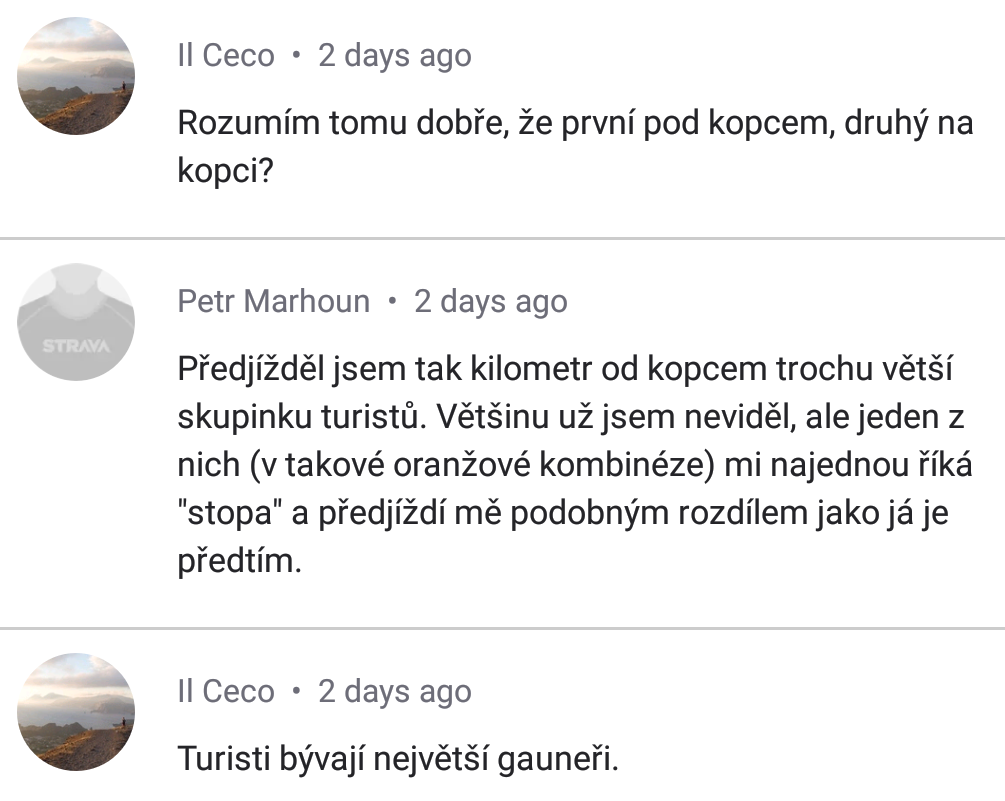 Il Ceco • 2 days ago
Rozumím tomu dobře, že první pod kopcem, druhý na
kopci?
STRAVA
Petr Marhoun • 2 days ago
Předjížděl jsem tak kilometr od kopcem trochu větší
skupinku turistů. Většinu už jsem neviděl, ale jeden z
nich (v takové oranžové kombinéze) mi najednou říká
"stopa" a předjíždí mě podobným rozdílem jako já je
předtím.
Il Ceco • 2 days ago
Turisti bývají největší gauneři.